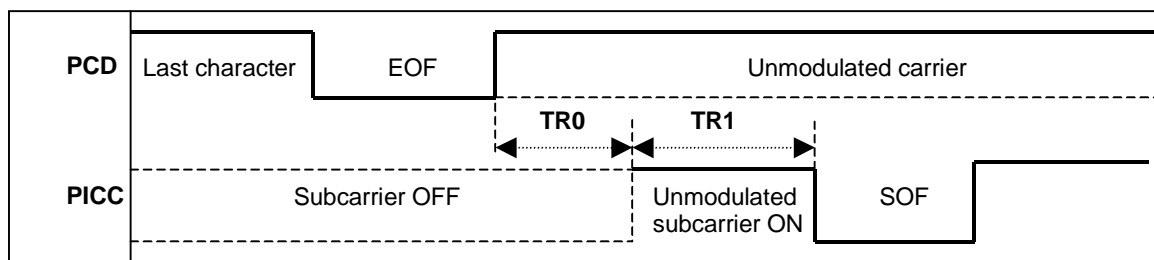 PCD Last character EOF Unmodulated carrier
TR0 TR1
PICC Subcarrier OFF Unmodulated SOF
subcarrier ON